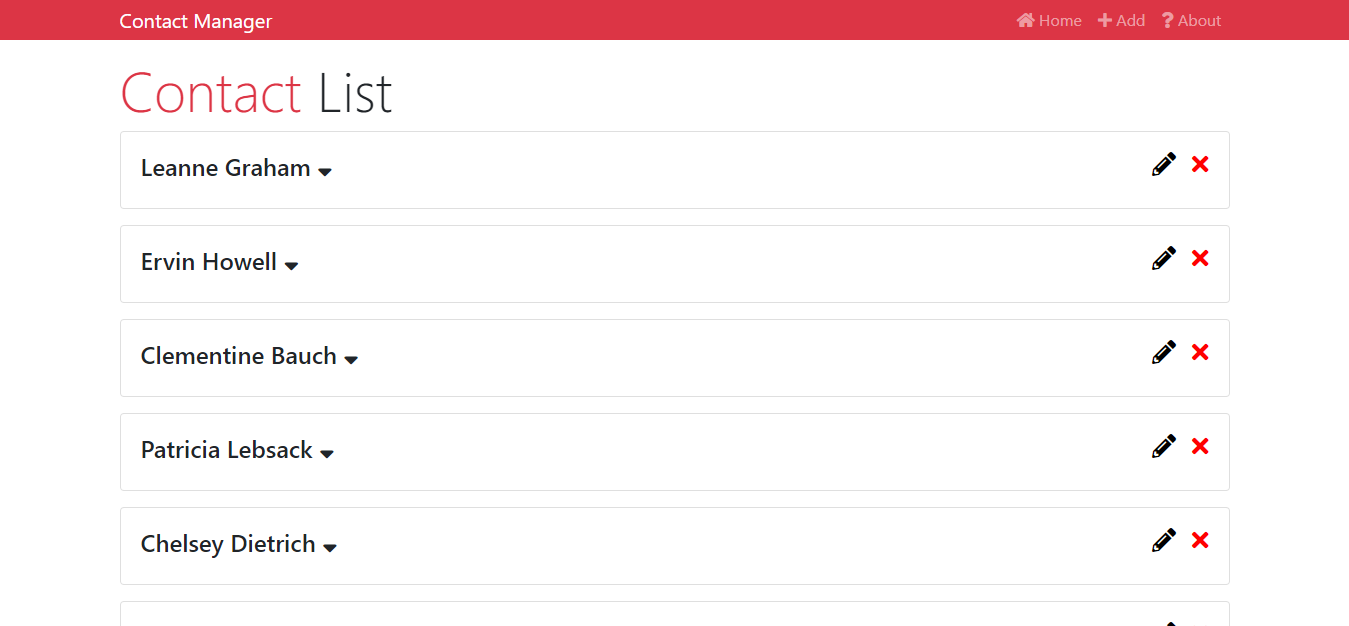 Contact Manager
Home Add About
Contact List
Leanne Graham
Ervin Howell
Clementine Bauch
Patricia Lebsack
Chelsey Dietrich